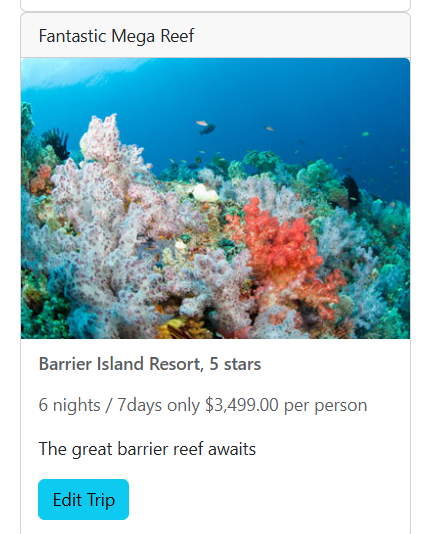 Fantastic Mega Reef
Barrier Island Resort, 5 stars
6 nights / 7days only $3,499.00 per person
The great barrier reef awaits
Edit Trip